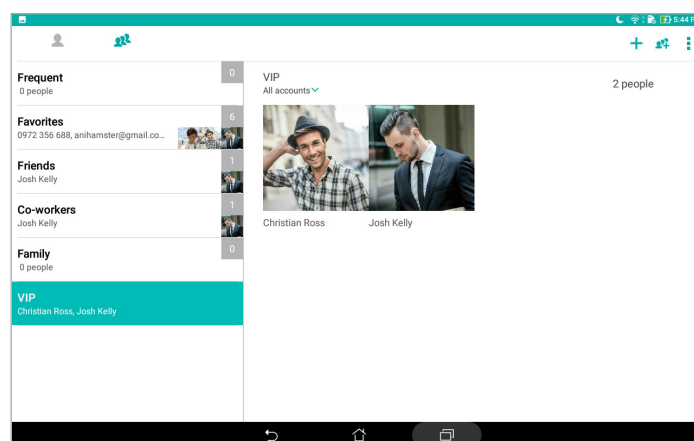 5:44 P
Frequent
0
0 people
Favorites
6
0972 356 688, anihamster@gmail.co...
Friends
1
Josh Kelly
Co-workers
1
Josh Kelly
Family
0
0 people
VIP
Christian Ross, Josh Kelly
VIP
All accounts
2 people
Christian Ross
Josh Kelly